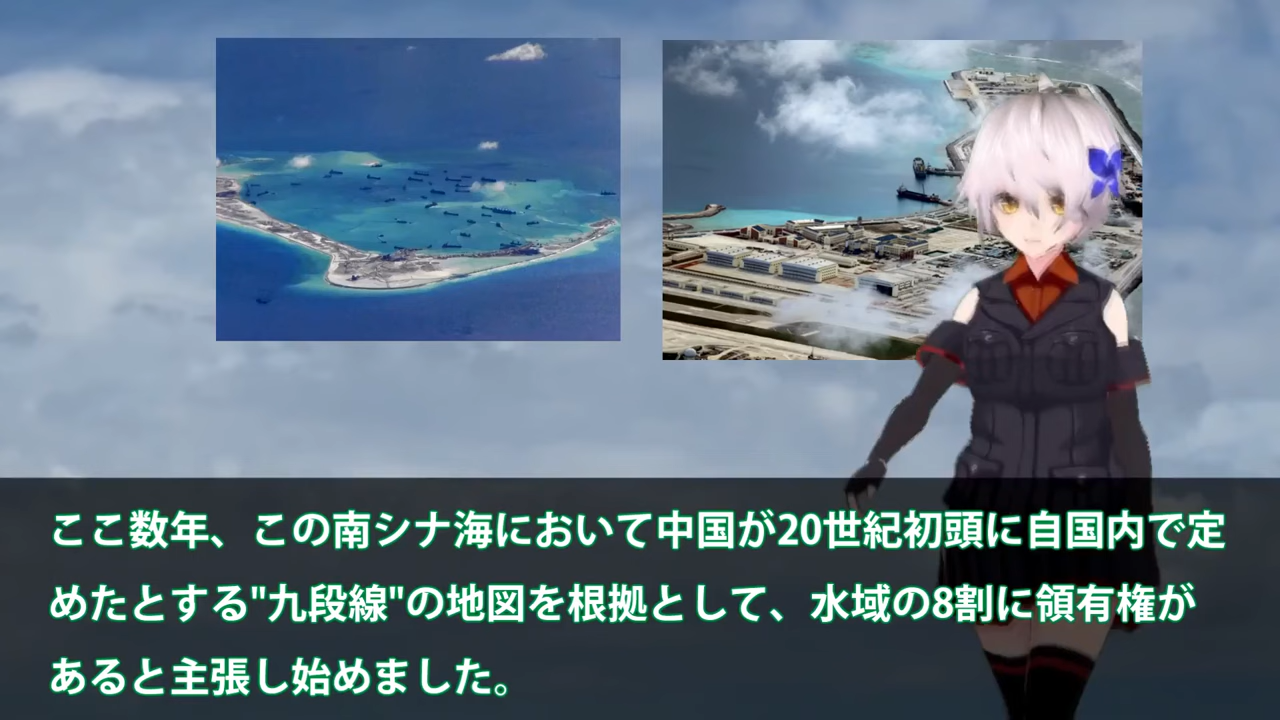 ここ数年、この南シナ海において中国が20世紀初頭に自国内で定
めたとする"九段線"の地図を根拠として、水域の8割に領有権が
あると主張し始めました。